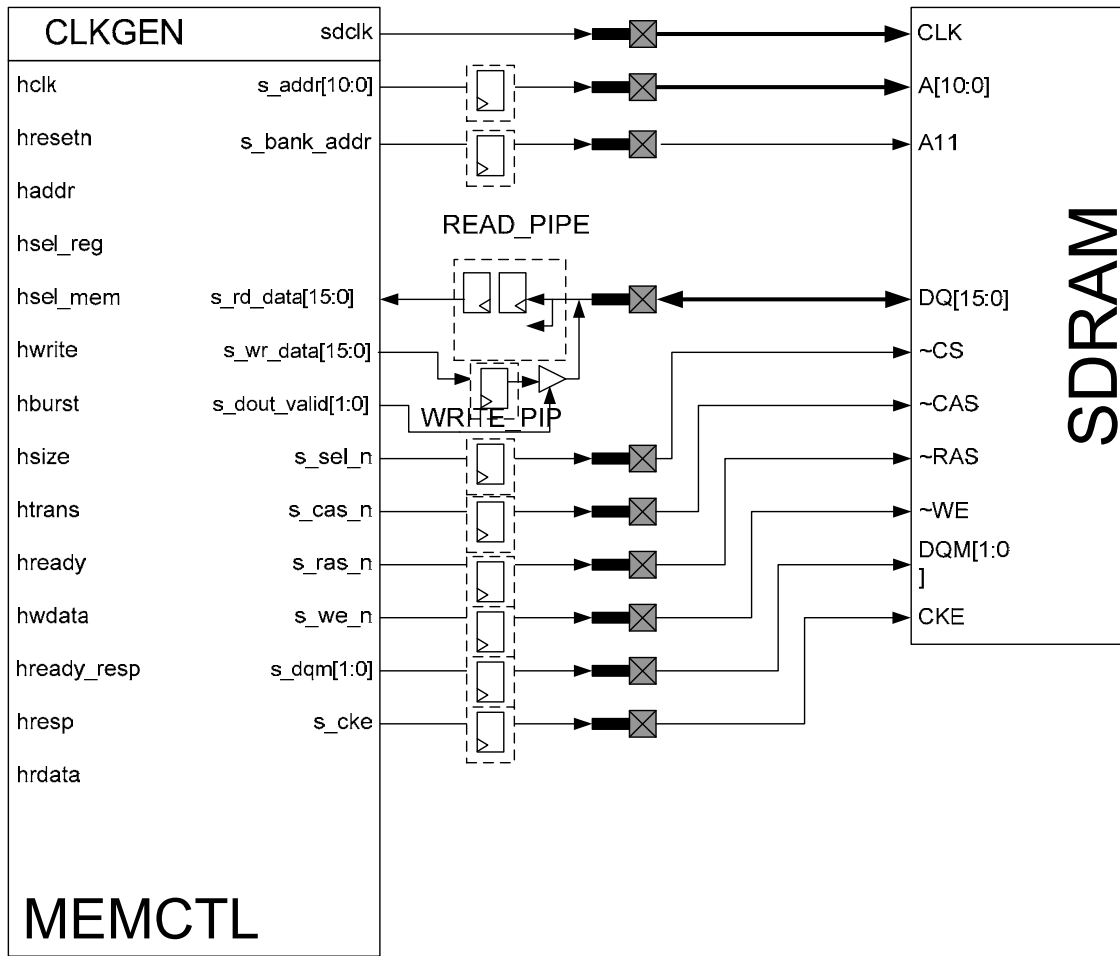 CLKGEN
sdclk
CLK
hclk
s_addr[10:0]
A[10:0]
hresetn
s_bank_addr
A11
haddr
READ_PIPE
hsel_reg
hsel_mem
s_rd_data[15:0]
DQ[15:0]
hwrite
s_wr_data[15:0]
~CS
hburst
s_dout_valid[1:0]
WRITE_PIP
~CAS
hsize
s_sel_n
~RAS
htrans
s_cas_n
~WE
hready
s_ras_n
DQM[1:0
]
hwdata
s_we_n
CKE
hready_resp
s_dqm[1:0]
hresp
s_cke
hrdata
MEMCTL
SDRAM